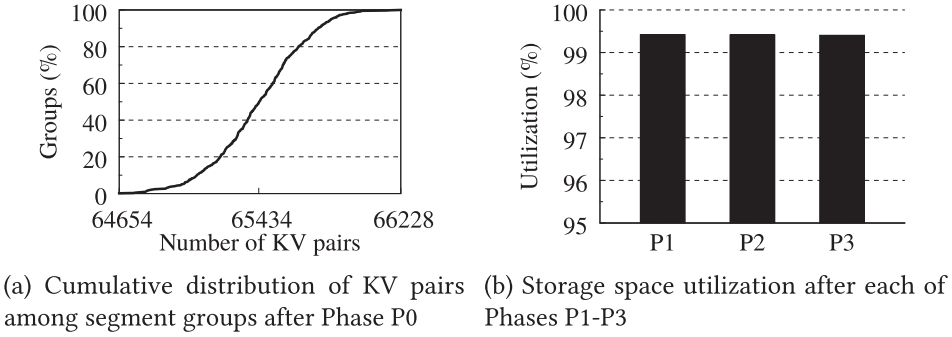 100
80
60
40
20
0
Groups (%)
64654
65434
66228
Number of KV pairs
(a) Cumulative distribution of KV pairs
among segment groups after Phase P0
100
99
98
97
96
95
Utilization (%)
P1
P2
P3
(b) Storage space utilization after each of
Phases P1-P3